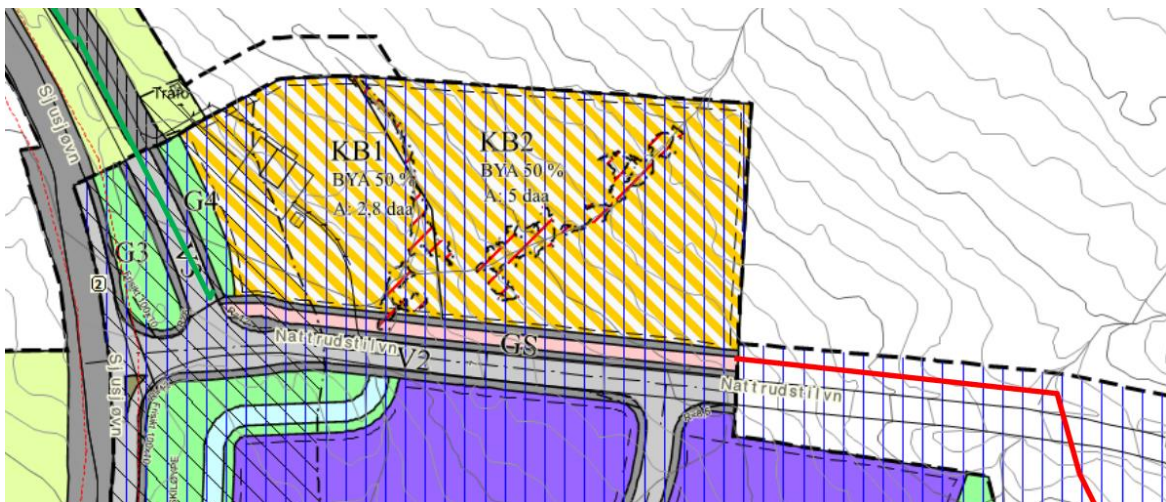 Trafo
Sjusjøvn
KB1
BYA 50 %
A: 2,8 daa
KB2
BYA 50 %
A: 5 daa
G4
G3
2
Nattrudstilvn
V2
GS
Nattrudstilvn
Sjusjøvn
SKILØYPE